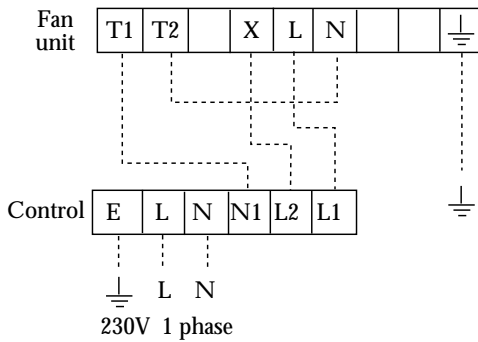 Fan
unit
T1 T2 X L N
Control E L N N1 L2 L1
L N
230V 1 phase